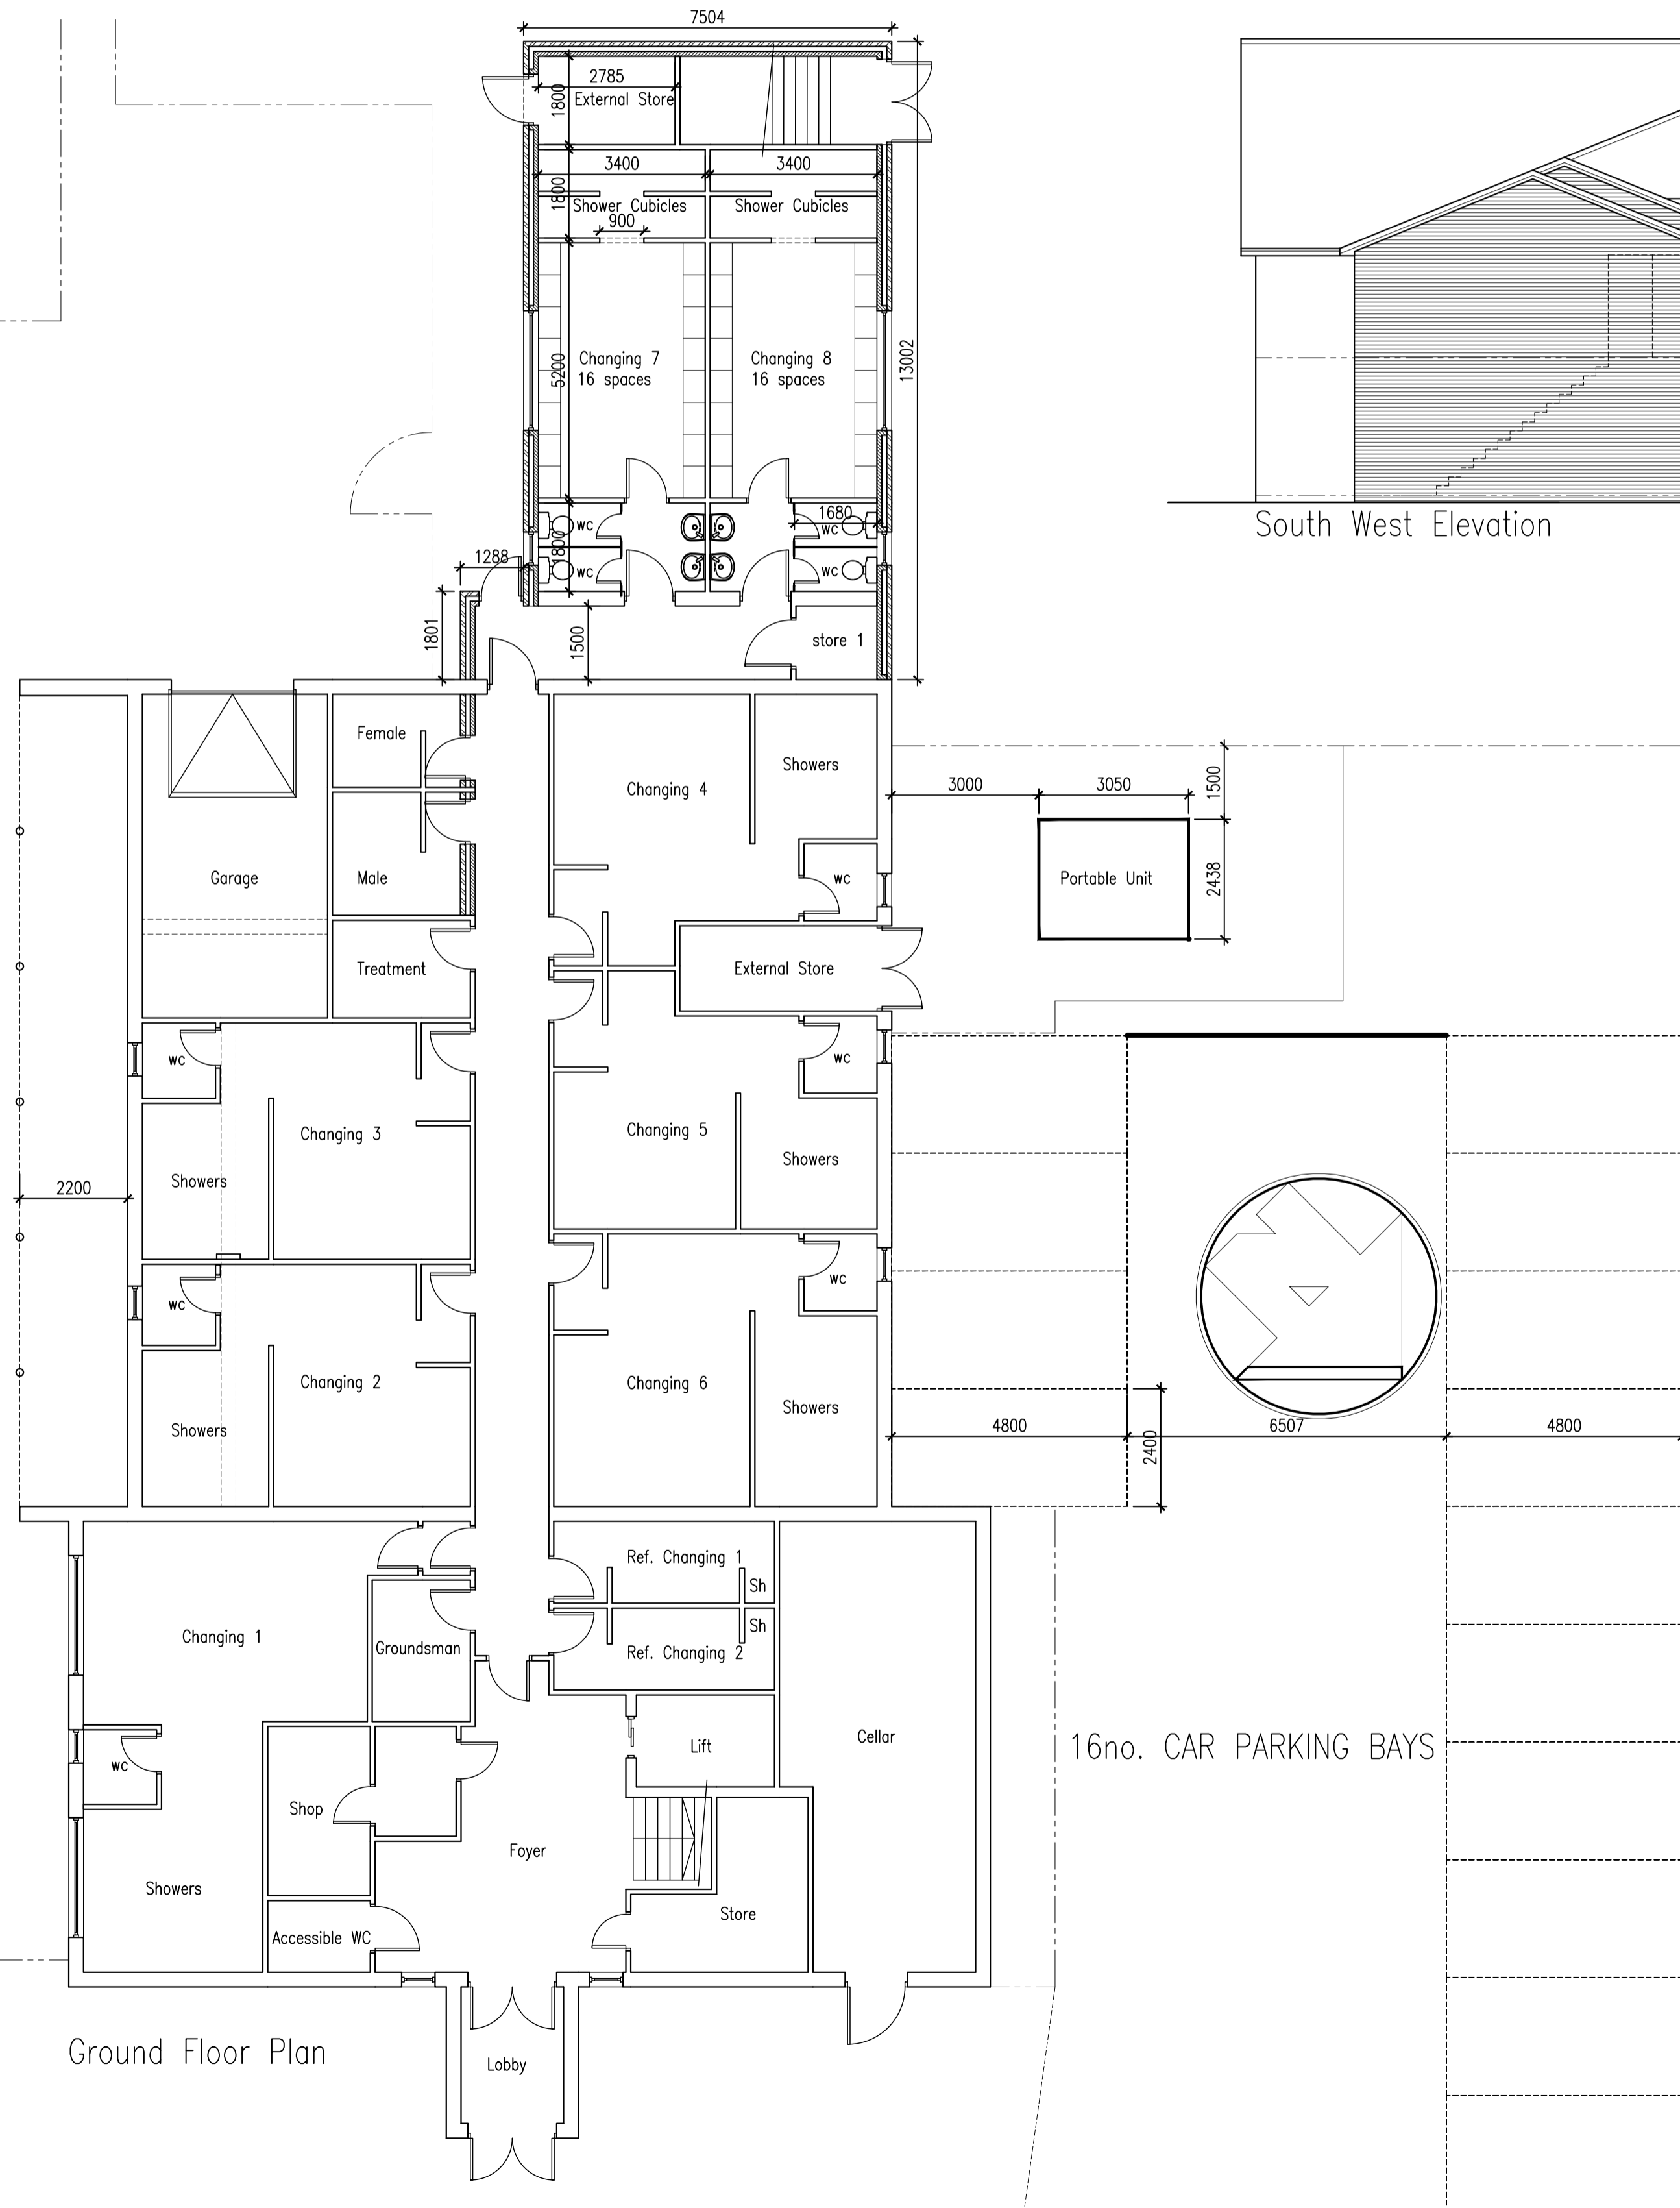 7504
2785
1800
External Store
3400
3400
1800
Shower Cubicles
Shower Cubicles
900
5200
Changing 7
16 spaces
Changing 8
16 spaces
13002
South West Elevation
wc
1680
wc
1800
1288
wc
wc
1801
1500
store 1
Female
Showers
Changing 4
3000
3050
1500
Garage
Male
wc
Portable Unit
2438
Treatment
External Store
wc
wc
Changing 3
Changing 5
Showers
Showers
2200
wc
wc
Changing 2
Changing 6
Showers
Showers
4800
6507
4800
2400
Ref. Changing 1
Sh
Changing 1
Groundsman
Sh
Ref. Changing 2
wc
Lift
Cellar
16no. CAR PARKING BAYS
Shop
Foyer
Showers
Store
Accessible WC
Ground Floor Plan
Lobby